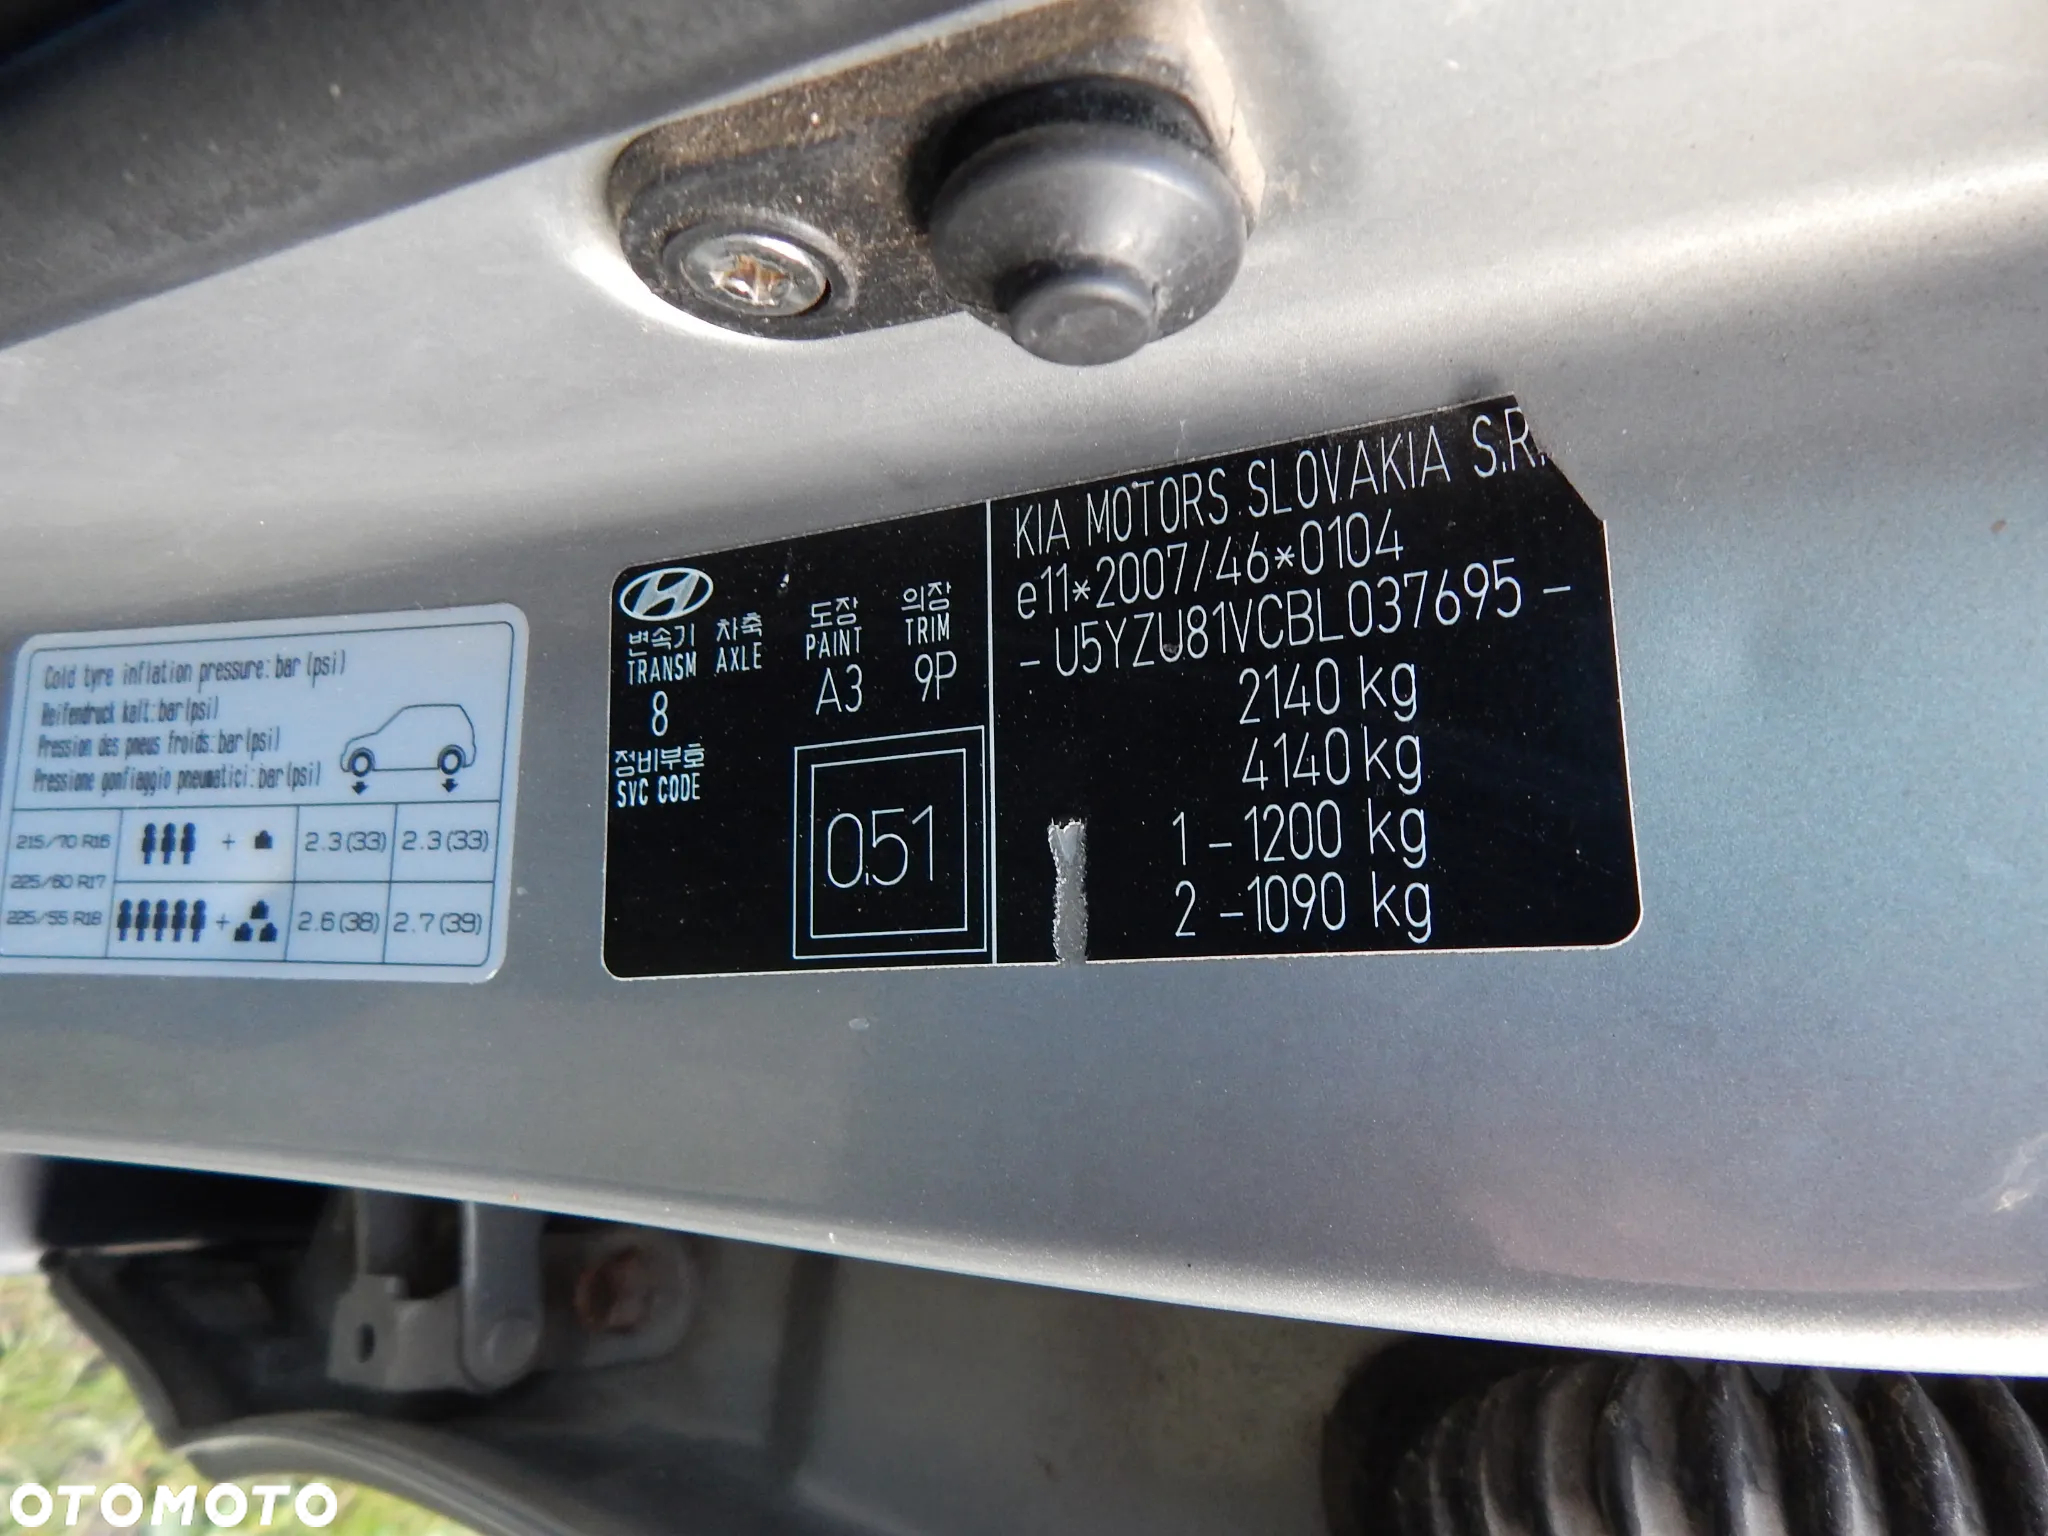 Cold tyre inflation pressure: bar (psi)
Reifendruck kalt: bar (psi)
Pression des pneus froids: bar (psi)
Pressione gonfiaggio pneumatici: bar (psi)
215/70 R16
225/60 R17
225/55 R18
+
2.3 (33) 2.3 (33)
+
2.6 (38) 2.7 (39)
변속기 차축 도장 의장
TRANSM AXLE PAINT TRIM
8 A3 9P
정비부호
SVC CODE
0.51
KIA MOTORS SLOVAKIA S.R.
e11*2007/46*0104
- U5YZU81VCBL037695 -
2140 kg
4140 kg
1 - 1200 kg
2 - 1090 kg
OTOMOTO